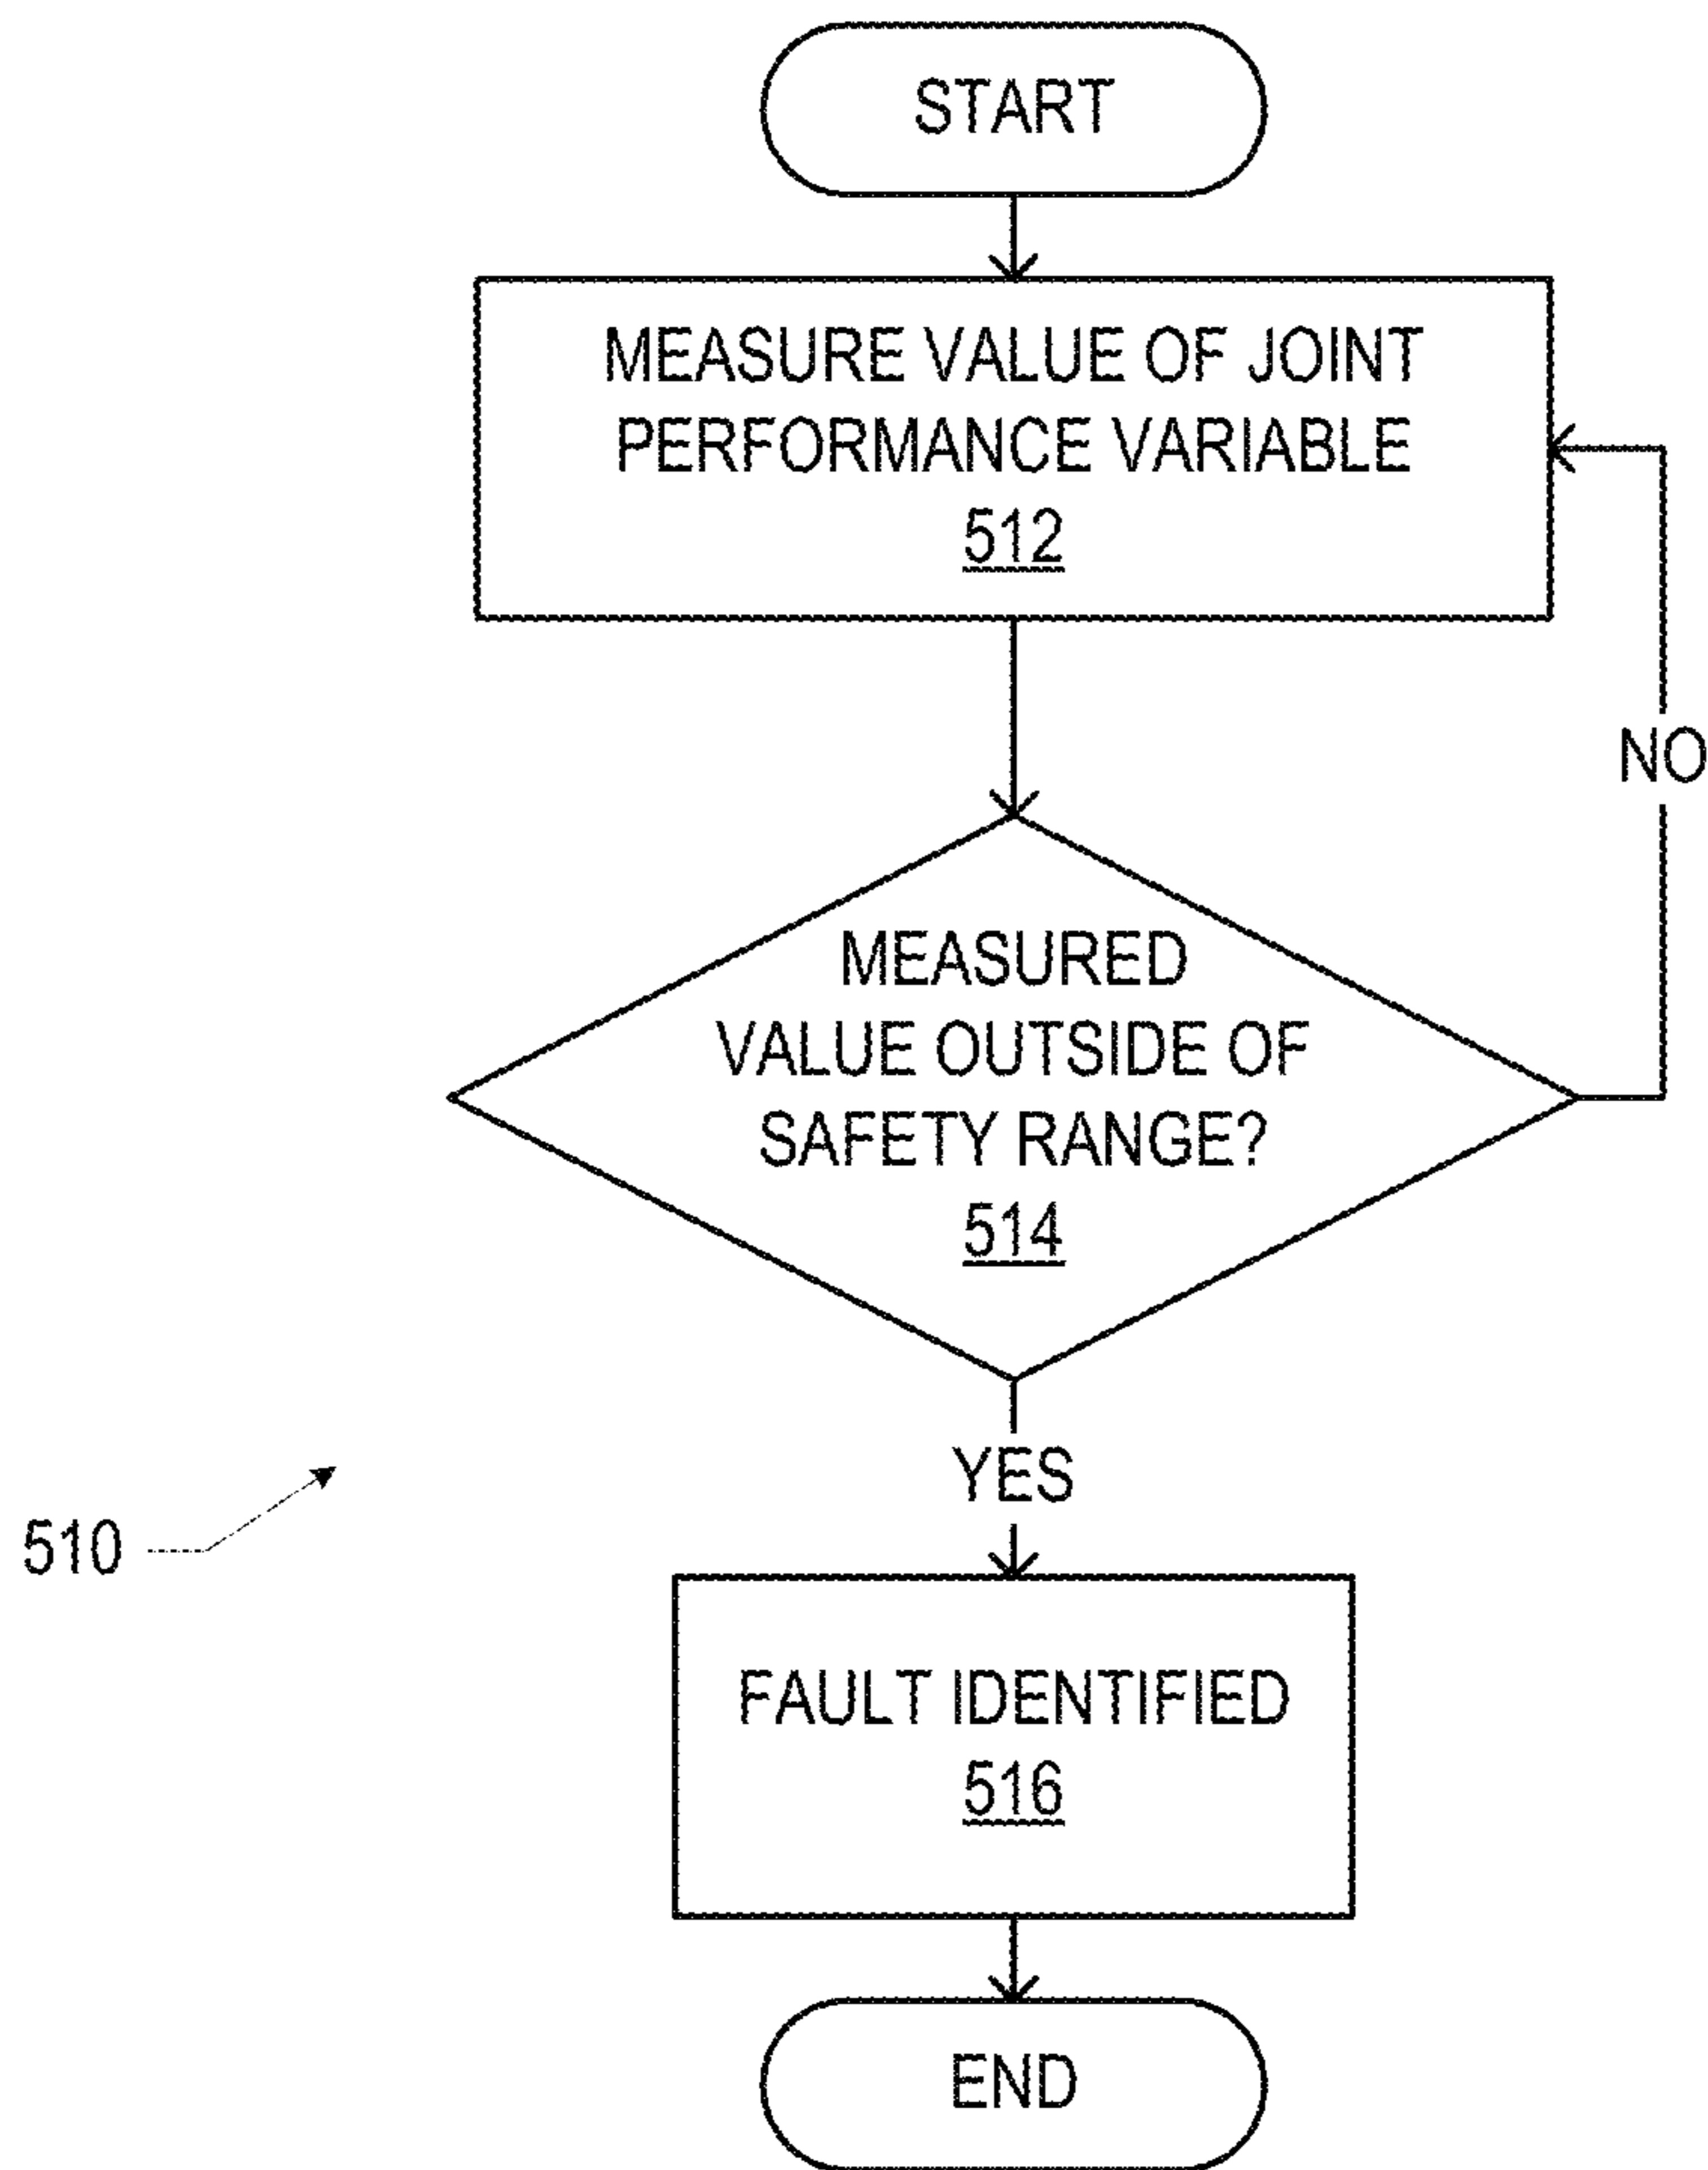 START
MEASURE VALUE OF JOINT
PERFORMANCE VARIABLE
512
NO
MEASURED
VALUE OUTSIDE OF
SAFETY RANGE?
514
YES
510
FAULT IDENTIFIED
516
END